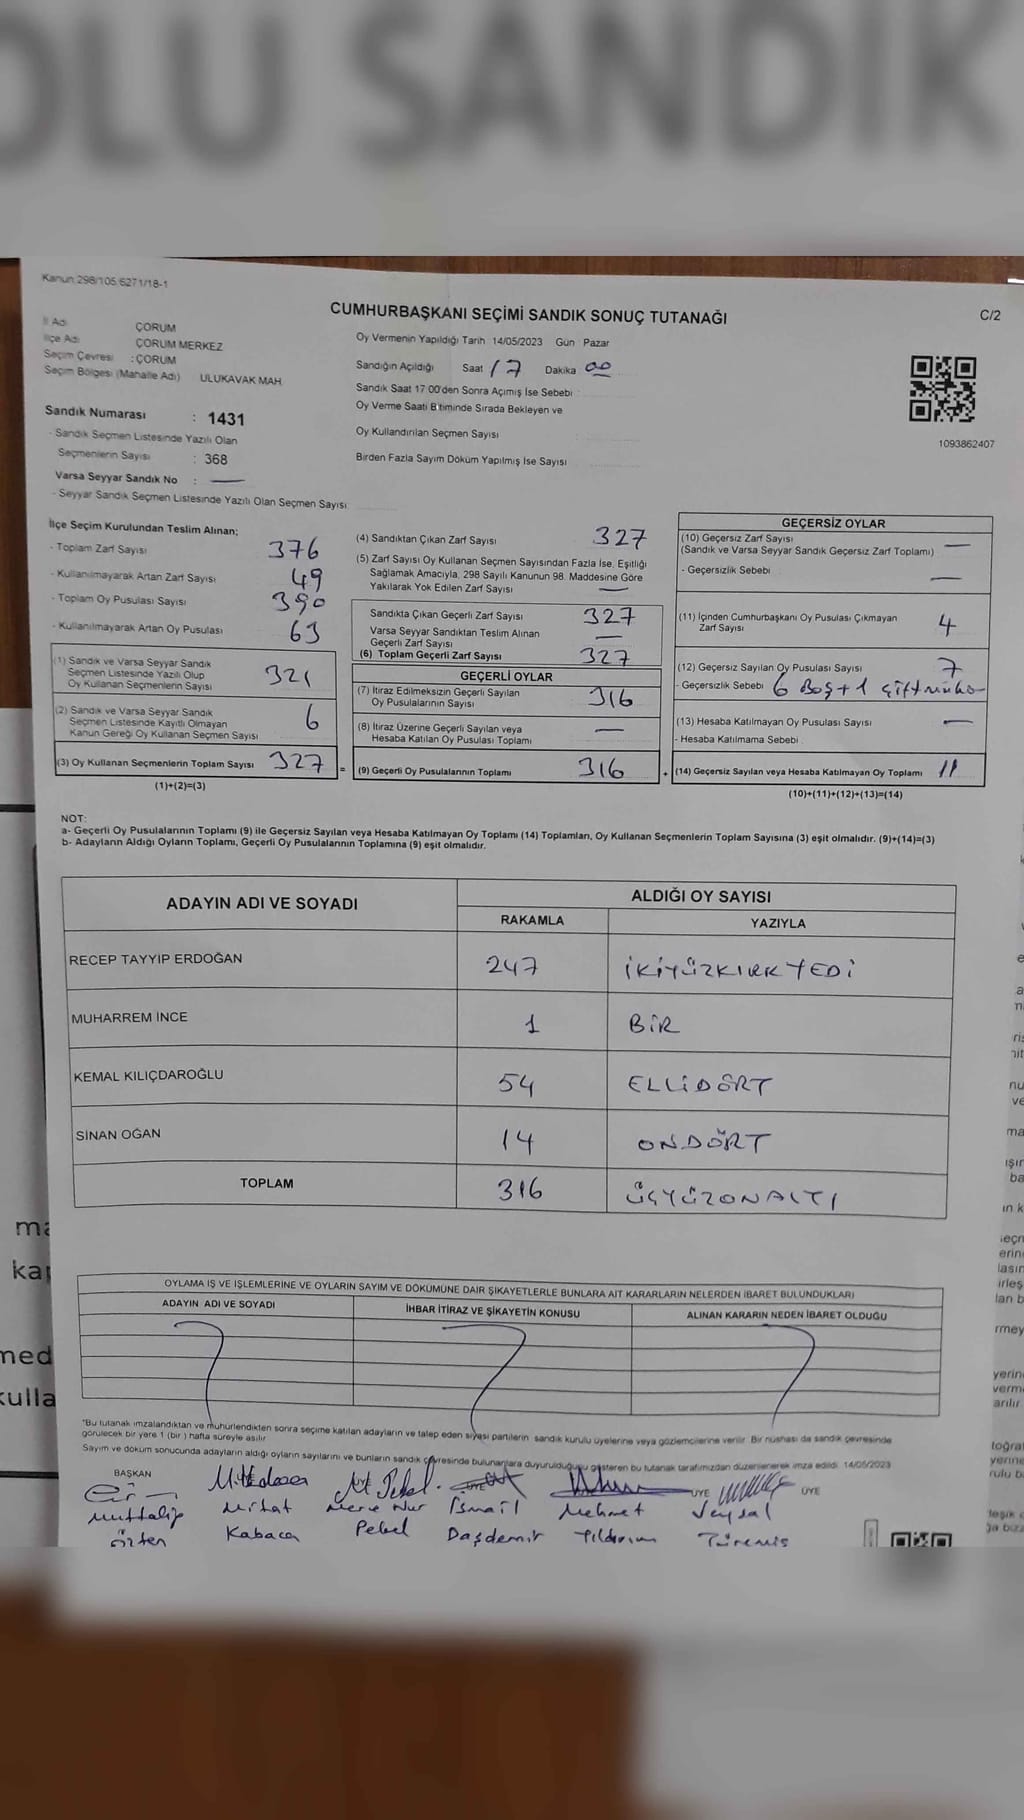 OLU SANDIK
Kanun 298/105 6271/18-1
CUMHURBAŞKANI SEÇİMİ SANDIK SONUÇ TUTANAĞI
C/2
İl Adı ÇORUM
İlçe Adı ÇORUM MERKEZ
Seçim Çevresi : ÇORUM
Seçim Bölgesi (Mahalle Adı) ULUKAVAK MAH.
Sandık Numarası : 1431
- Sandık Seçmen Listesinde Yazılı Olan
Seçmenlerin Sayısı : 368
Varsa Seyyar Sandık No : —
- Seyyar Sandık Seçmen Listesinde Yazılı Olan Seçmen Sayısı
Oy Vermenin Yapıldığı Tarih 14/05/2023 Gün Pazar
Sandığın Açıldığı Saat 17 Dakika 00
Sandık Saat 17:00'den Sonra Açımış İse Sebebi :
Oy Verme Saati Bitiminde Sırada Bekleyen ve
Oy Kullandırılan Seçmen Sayısı
Birden Fazla Sayım Döküm Yapılmış İse Sayısı
1093862407
İlçe Seçim Kurulundan Teslim Alınan;
- Toplam Zarf Sayısı 376
- Kullanılmayarak Artan Zarf Sayısı 49
- Toplam Oy Pusulası Sayısı 390
- Kullanılmayarak Artan Oy Pusulası 63
(1) Sandık ve Varsa Seyyar Sandık
Seçmen Listesinde Yazılı Olup
Oy Kullanan Seçmenlerin Sayısı 321
(2) Sandık ve Varsa Seyyar Sandık
Seçmen Listesinde Kayıtlı Olmayan
Kanun Gereği Oy Kullanan Seçmen Sayısı 6
(3) Oy Kullanan Seçmenlerin Toplam Sayısı 327
(1)+(2)=(3)
(4) Sandıktan Çıkan Zarf Sayısı 327
(5) Zarf Sayısı Oy Kullanan Seçmen Sayısından Fazla İse, Eşitliği
Sağlamak Amacıyla, 298 Sayılı Kanunun 98. Maddesine Göre
Yakılarak Yok Edilen Zarf Sayısı —
Sandıkta Çıkan Geçerli Zarf Sayısı 327
Varsa Seyyar Sandıktan Teslim Alınan
Geçerli Zarf Sayısı —
(6) Toplam Geçerli Zarf Sayısı 327
GEÇERLİ OYLAR
(7) İtiraz Edilmeksizin Geçerli Sayılan
Oy Pusulalarının Sayısı 316
(8) İtiraz Üzerine Geçerli Sayılan veya
Hesaba Katılan Oy Pusulası Toplamı —
= (9) Geçerli Oy Pusulalarının Toplamı 316
GEÇERSİZ OYLAR
(10) Geçersiz Zarf Sayısı —
(Sandık ve Varsa Seyyar Sandık Geçersiz Zarf Toplamı)
- Geçersizlik Sebebi —
(11) İçinden Cumhurbaşkanı Oy Pusulası Çıkmayan
Zarf Sayısı 4
(12) Geçersiz Sayılan Oy Pusulası Sayısı 7
- Geçersizlik Sebebi 6 Boş+1 çift mühü
(13) Hesaba Katılmayan Oy Pusulası Sayısı —
- Hesaba Katılmama Sebebi
+ (14) Geçersiz Sayılan veya Hesaba Katılmayan Oy Toplamı 11
(10)+(11)+(12)+(13)=(14)
NOT:
a- Geçerli Oy Pusulalarının Toplamı (9) ile Geçersiz Sayılan veya Hesaba Katılmayan Oy Toplamı (14) Toplamları, Oy Kullanan Seçmenlerin Toplam Sayısına (3) eşit olmalıdır. (9)+(14)=(3)
b- Adayların Aldığı Oyların Toplamı, Geçerli Oy Pusulalarının Toplamına (9) eşit olmalıdır.
ADAYIN ADI VE SOYADI ALDIĞI OY SAYISI
RAKAMLA YAZIYLA
RECEP TAYYIP ERDOĞAN 247 İKİYÜZKIRKYEDİ
MUHARREM İNCE 1 BİR
KEMAL KILIÇDAROĞLU 54 ELLİDÖRT
SİNAN OĞAN 14 ONDÖRT
TOPLAM 316 ÜÇYÜZONALTI
OYLAMA İŞ VE İŞLEMLERİNE VE OYLARIN SAYIM VE DÖKÜMÜNE DAİR ŞİKAYETLERLE BUNLARA AİT KARARLARIN NELERDEN İBARET BULUNDUKLARI
ADAYIN ADI VE SOYADI İHBAR İTİRAZ VE ŞİKAYETİN KONUSU ALINAN KARARIN NEDEN İBARET OLDUĞU
*Bu tutanak imzalandıktan ve mühürlendikten sonra seçime katılan adayların ve talep eden siyasi partilerin sandık kurulu üyelerine veya gözlemcilerine verilir. Bir nüshası da sandık çevresinde
görülecek bir yere 1 (bir) hafta süreyle asılır
Sayım ve döküm sonucunda adayların aldığı oyların sayılarını ve bunların sandık çevresinde bulunanlara duyurulduğunu gösteren bu tutanak tarafımızdan düzenlenerek imza edildi. 14/05/2023
BAŞKAN ÜYE ÜYE ÜYE
Muttalip Mithat Merve Nur İsmail Mehmet Veysal
Özten Kabaca Pebel Daşdemir Yıldırım